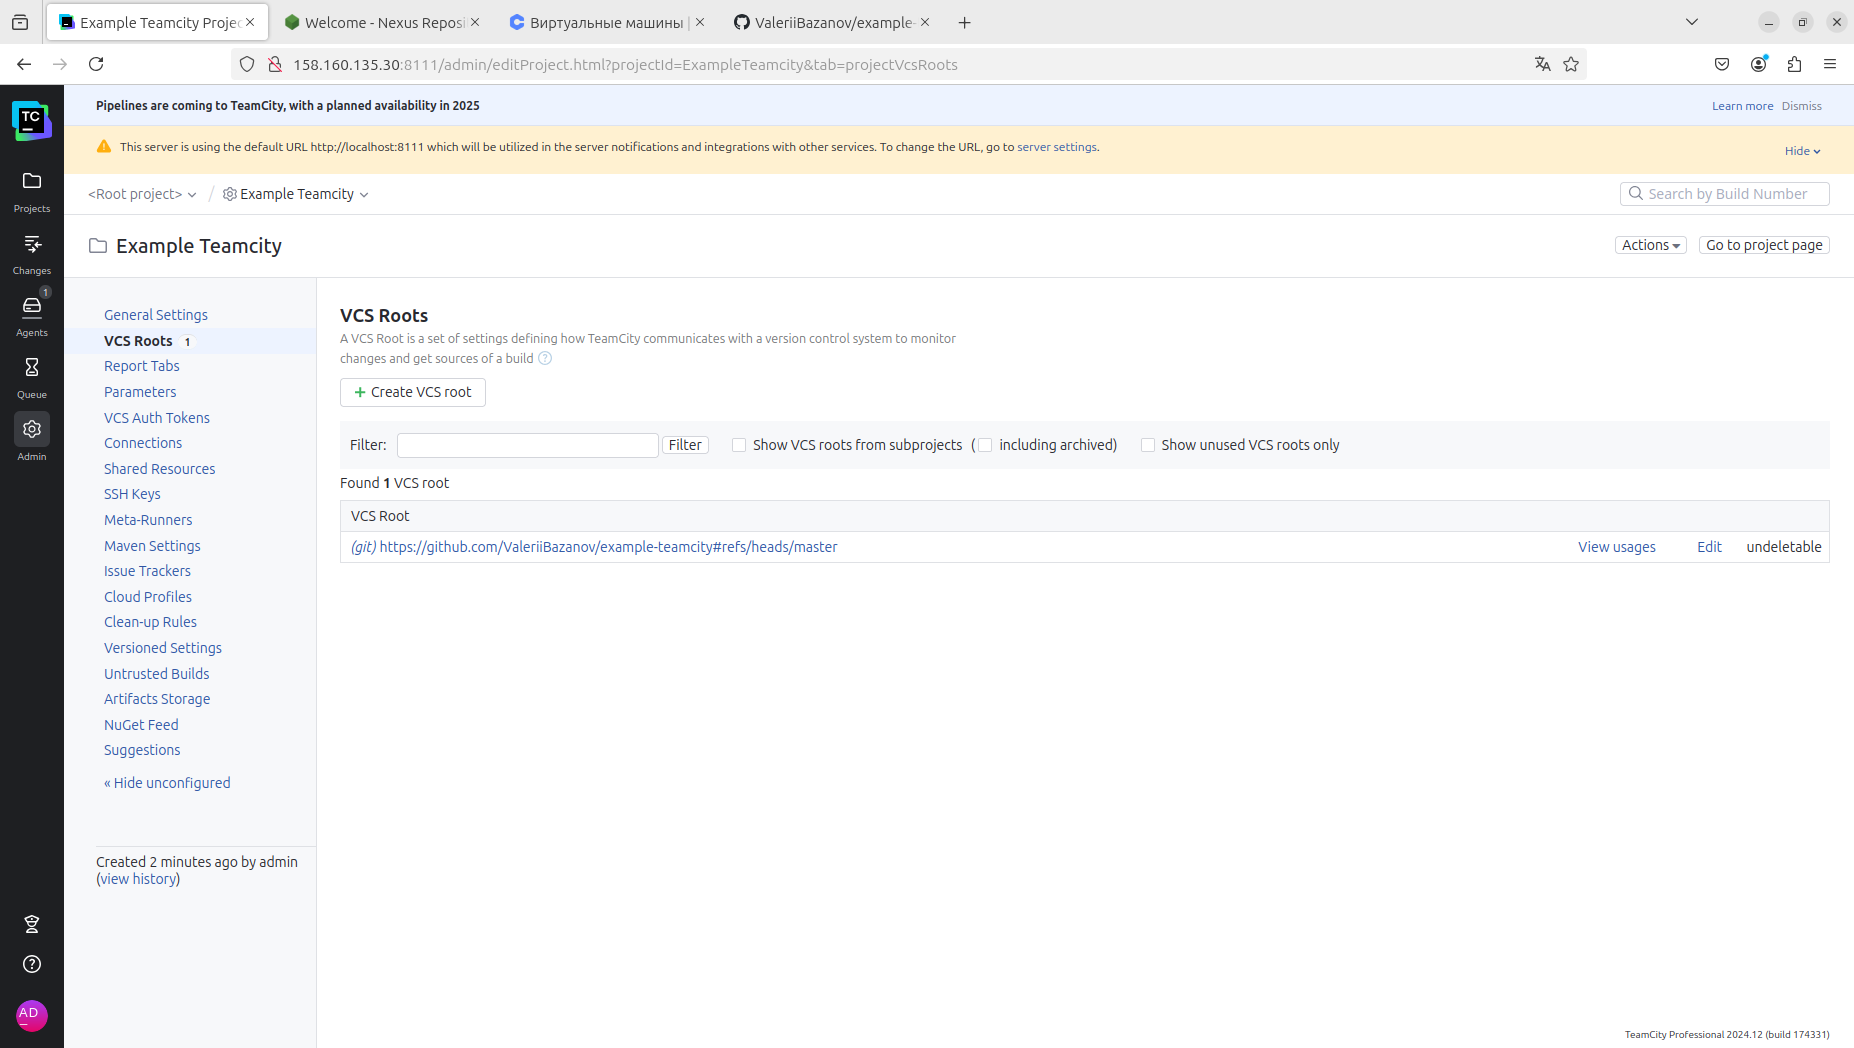 Example Teamcity Projec
Welcome - Nexus Reposi
Виртуальные машины |
ValeriiBazanov/example-
158.160.135.30:8111/admin/editProject.html?projectId=ExampleTeamcity&tab=projectVcsRoots
TC
Pipelines are coming to TeamCity, with a planned availability in 2025
Learn more Dismiss
This server is using the default URL http://localhost:8111 which will be utilized in the server notifications and integrations with other services. To change the URL, go to server settings.
Hide
<Root project> / Example Teamcity
Search by Build Number
Example Teamcity
Actions
Go to project page
Projects
Changes
1
Agents
Queue
Admin
AD
General Settings
VCS Roots 1
Report Tabs
Parameters
VCS Auth Tokens
Connections
Shared Resources
SSH Keys
Meta-Runners
Maven Settings
Issue Trackers
Cloud Profiles
Clean-up Rules
Versioned Settings
Untrusted Builds
Artifacts Storage
NuGet Feed
Suggestions
« Hide unconfigured
Created 2 minutes ago by admin
(view history)
VCS Roots
A VCS Root is a set of settings defining how TeamCity communicates with a version control system to monitor
changes and get sources of a build ?
+ Create VCS root
Filter: Filter Show VCS roots from subprojects ( including archived) Show unused VCS roots only
Found 1 VCS root
VCS Root
(git) https://github.com/ValeriiBazanov/example-teamcity#refs/heads/master View usages Edit undeletable
TeamCity Professional 2024.12 (build 174331)